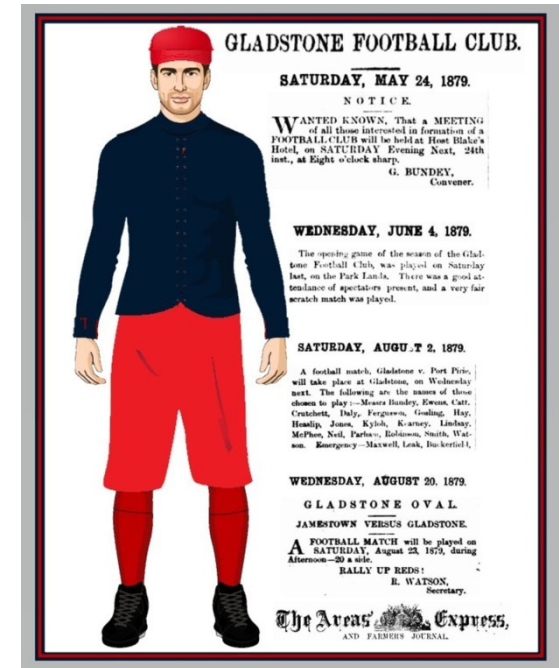 GLADSTONE FOOTBALL CLUB.
SATURDAY, MAY 24, 1879.
NOTICE.
WANTED KNOWN, That a MEETING
of all those interested in formation of a
FOOTBALL CLUB will be held at Host Blake's
Hotel, on SATURDAY Evening Next, 24th
inst., at Eight o'clock sharp.
G. BUNDEY,
Convener.
WEDNESDAY, JUNE 4, 1879.
The opening game of the season of the Glad-
tone Football Club, was played on Saturday
last, on the Park Lands. There was a good at-
tendance of spectators present, and a very fair
scratch match was played.
SATURDAY, AUGUST 2, 1879.
A football match, Gladstone v. Port Pirie,
will take place at Gladstone, on Wednesday
next. The following are the names of those
chosen to play:—Messrs Bundey, Ewens, Catt.
Crutchett, Daly, Fergusson, Gosling, Hay,
Heaslip, Jones, Kyloh, Kearney, Lindsay,
McPhee, Neil, Parham, Robinson, Smith, Wat-
son. Emergency—Maxwell, Leak,
WEDNESDAY, AUGUST 20. 1879.
GLADSTONE OVAL.
JAMESTOWN VERSUS GLADSTONE.
A FOOTBALL MATCH will be played on
SATURDAY, August 23, 1879, during
Afternoon—20 a side.
RALLY UP REDS!
R. WATSON,
Secretary.
The Areas' Express,
AND FARMERS JOURNAL.